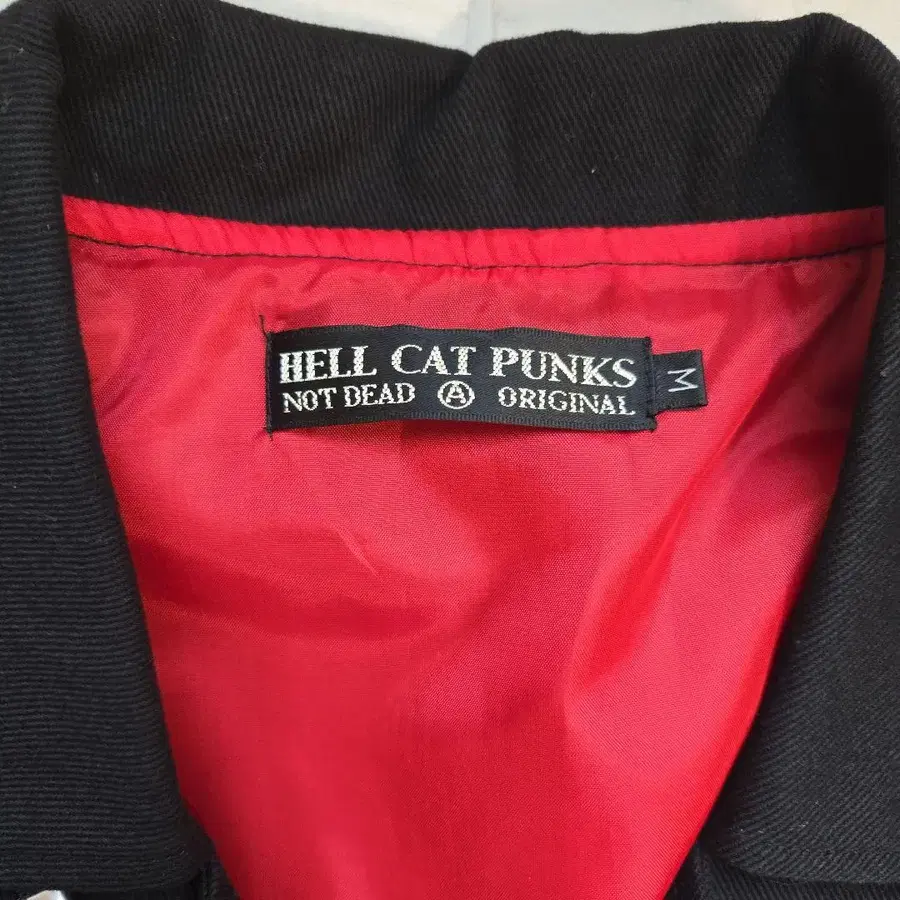 HELL CAT PUNKS
NOT DEAD Ⓐ ORIGINAL
M